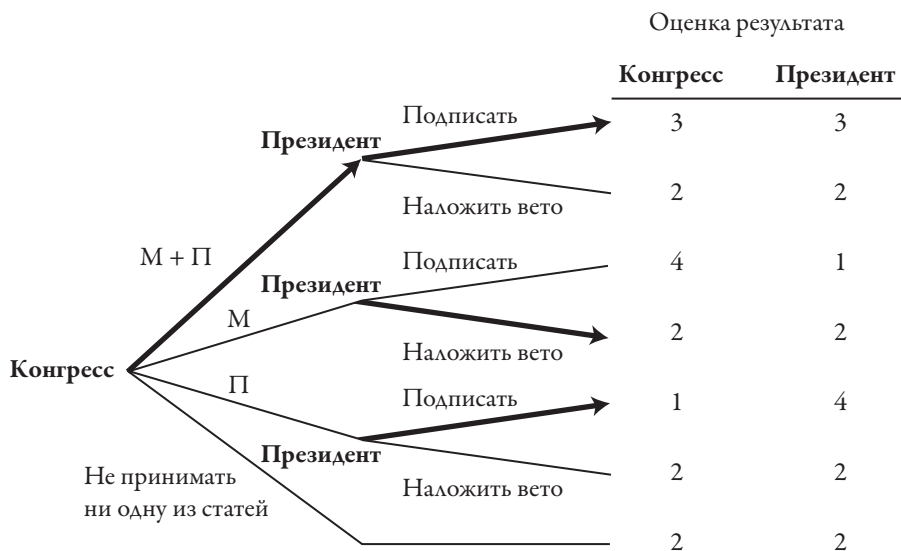 Оценка результата
Конгресс Президент
Подписать 3 3
Президент
Наложить вето 2 2
М + П
Подписать 4 1
Президент
М
Наложить вето 2 2
Конгресс
П
Подписать 1 4
Президент
Не принимать
ни одну из статей
Наложить вето 2 2
2 2